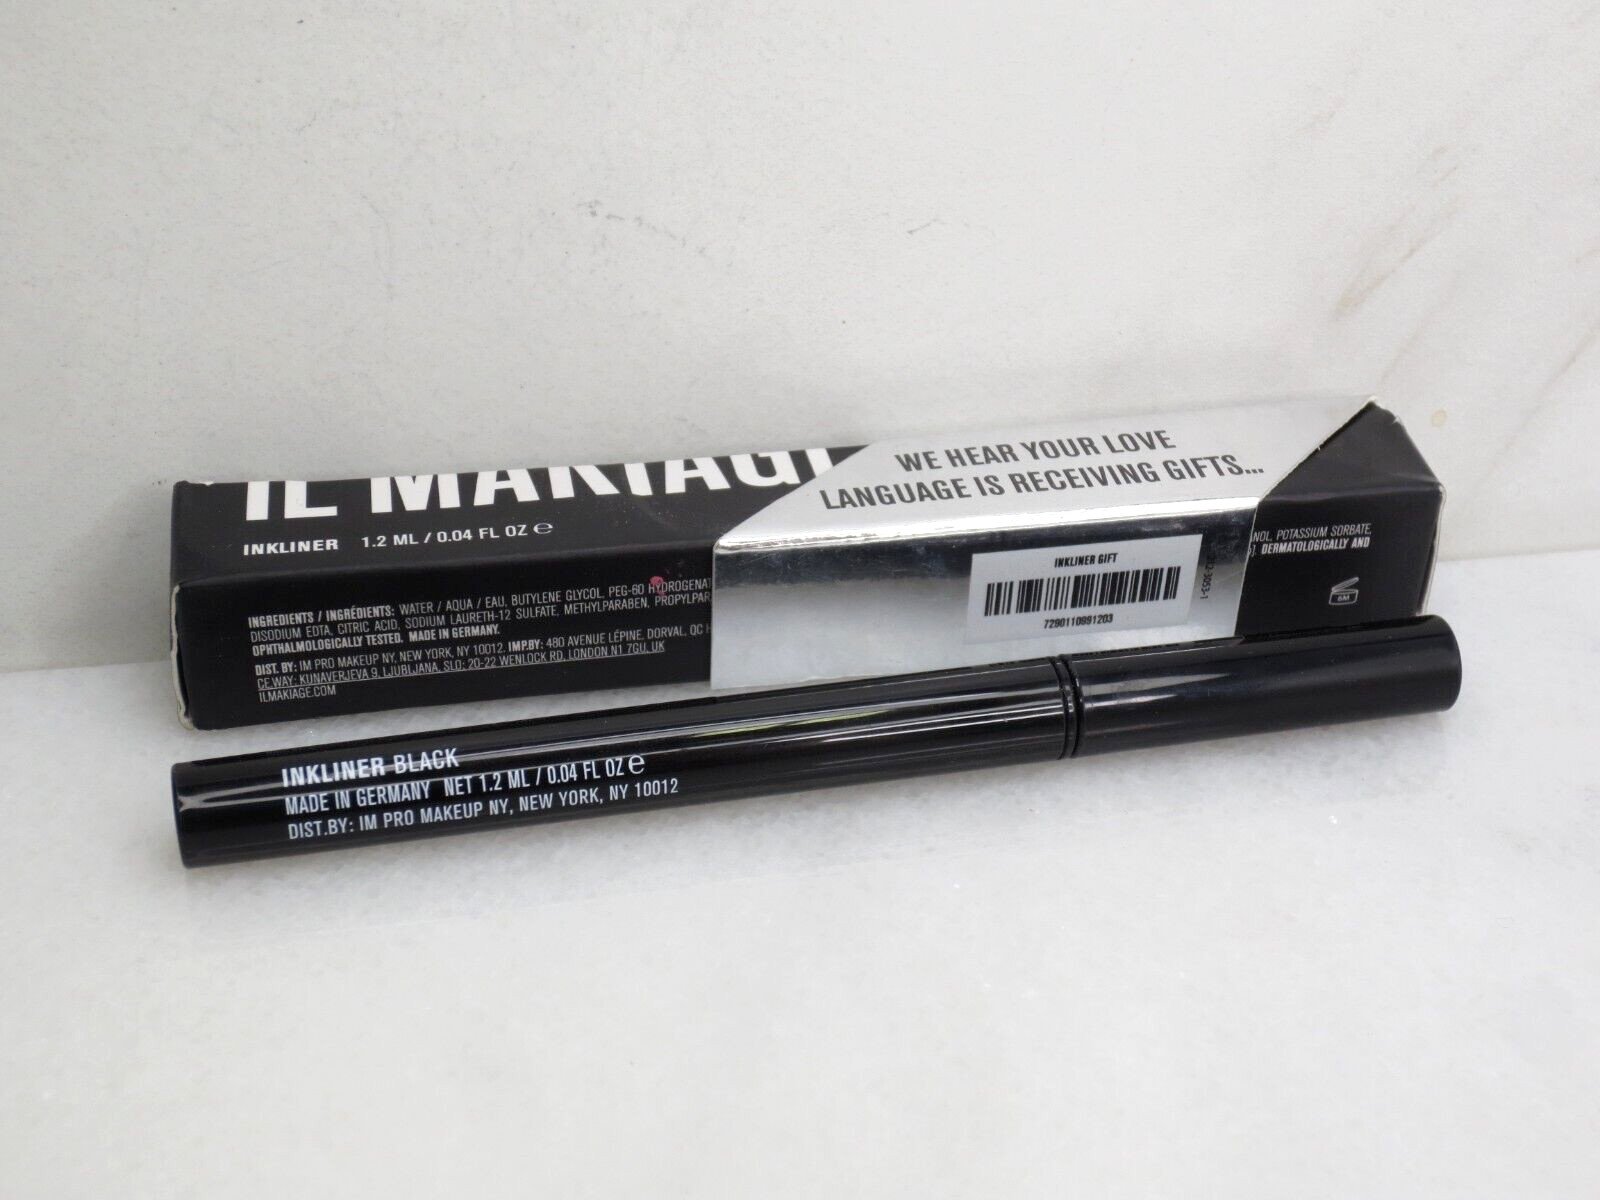 IL MAKIAGE
WE HEAR YOUR LOVE
LANGUAGE IS RECEIVING GIFTS...
INKLINER 1.2 ML / 0.04 FL OZ ℮
INGREDIENTS / INGRÉDIENTS: WATER / AQUA / EAU, BUTYLENE GLYCOL, PEG-60 HYDROGENAT
DISODIUM EDTA, CITRIC ACID, SODIUM LAURETH-12 SULFATE, METHYLPARABEN, PROPYLPAR
OPHTHALMOLOGICALLY TESTED. MADE IN GERMANY.
DIST. BY: IM PRO MAKEUP NY, NEW YORK, NY 10012. IMP.BY: 480 AVENUE LÉPINE, DORVAL, QC H
CE.WAY: KUNAVERJEVA 9, LJUBLJANA, SLO; 20-22 WENLOCK RD, LONDON N1 7GU, UK
ILMAKIAGE.COM
INKLINER GIFT
7290110991203
3053-1
NOL, POTASSIUM SORBATE,
DERMATOLOGICALLY AND
6M
INKLINER BLACK
MADE IN GERMANY NET 1.2 ML / 0.04 FL OZ ℮
DIST.BY: IM PRO MAKEUP NY, NEW YORK, NY 10012